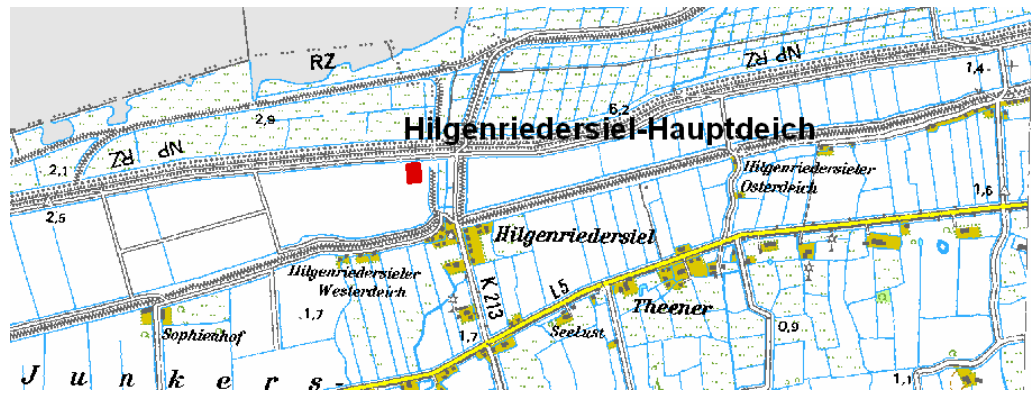 RZ
NP
RZ
1,4
6,2
2,9
Hilgenriedersiel-Hauptdeich
NP
RZ
2,1
Hilgenriedersieler
Osterdeich
1,6
2,5
Hilgenriedersiel
Hilgenriedersieler
Westerdeich
K 213
L5
Theener
1,7
Sophienhof
1,7
Seelust
0,9
Junkers-
1,1